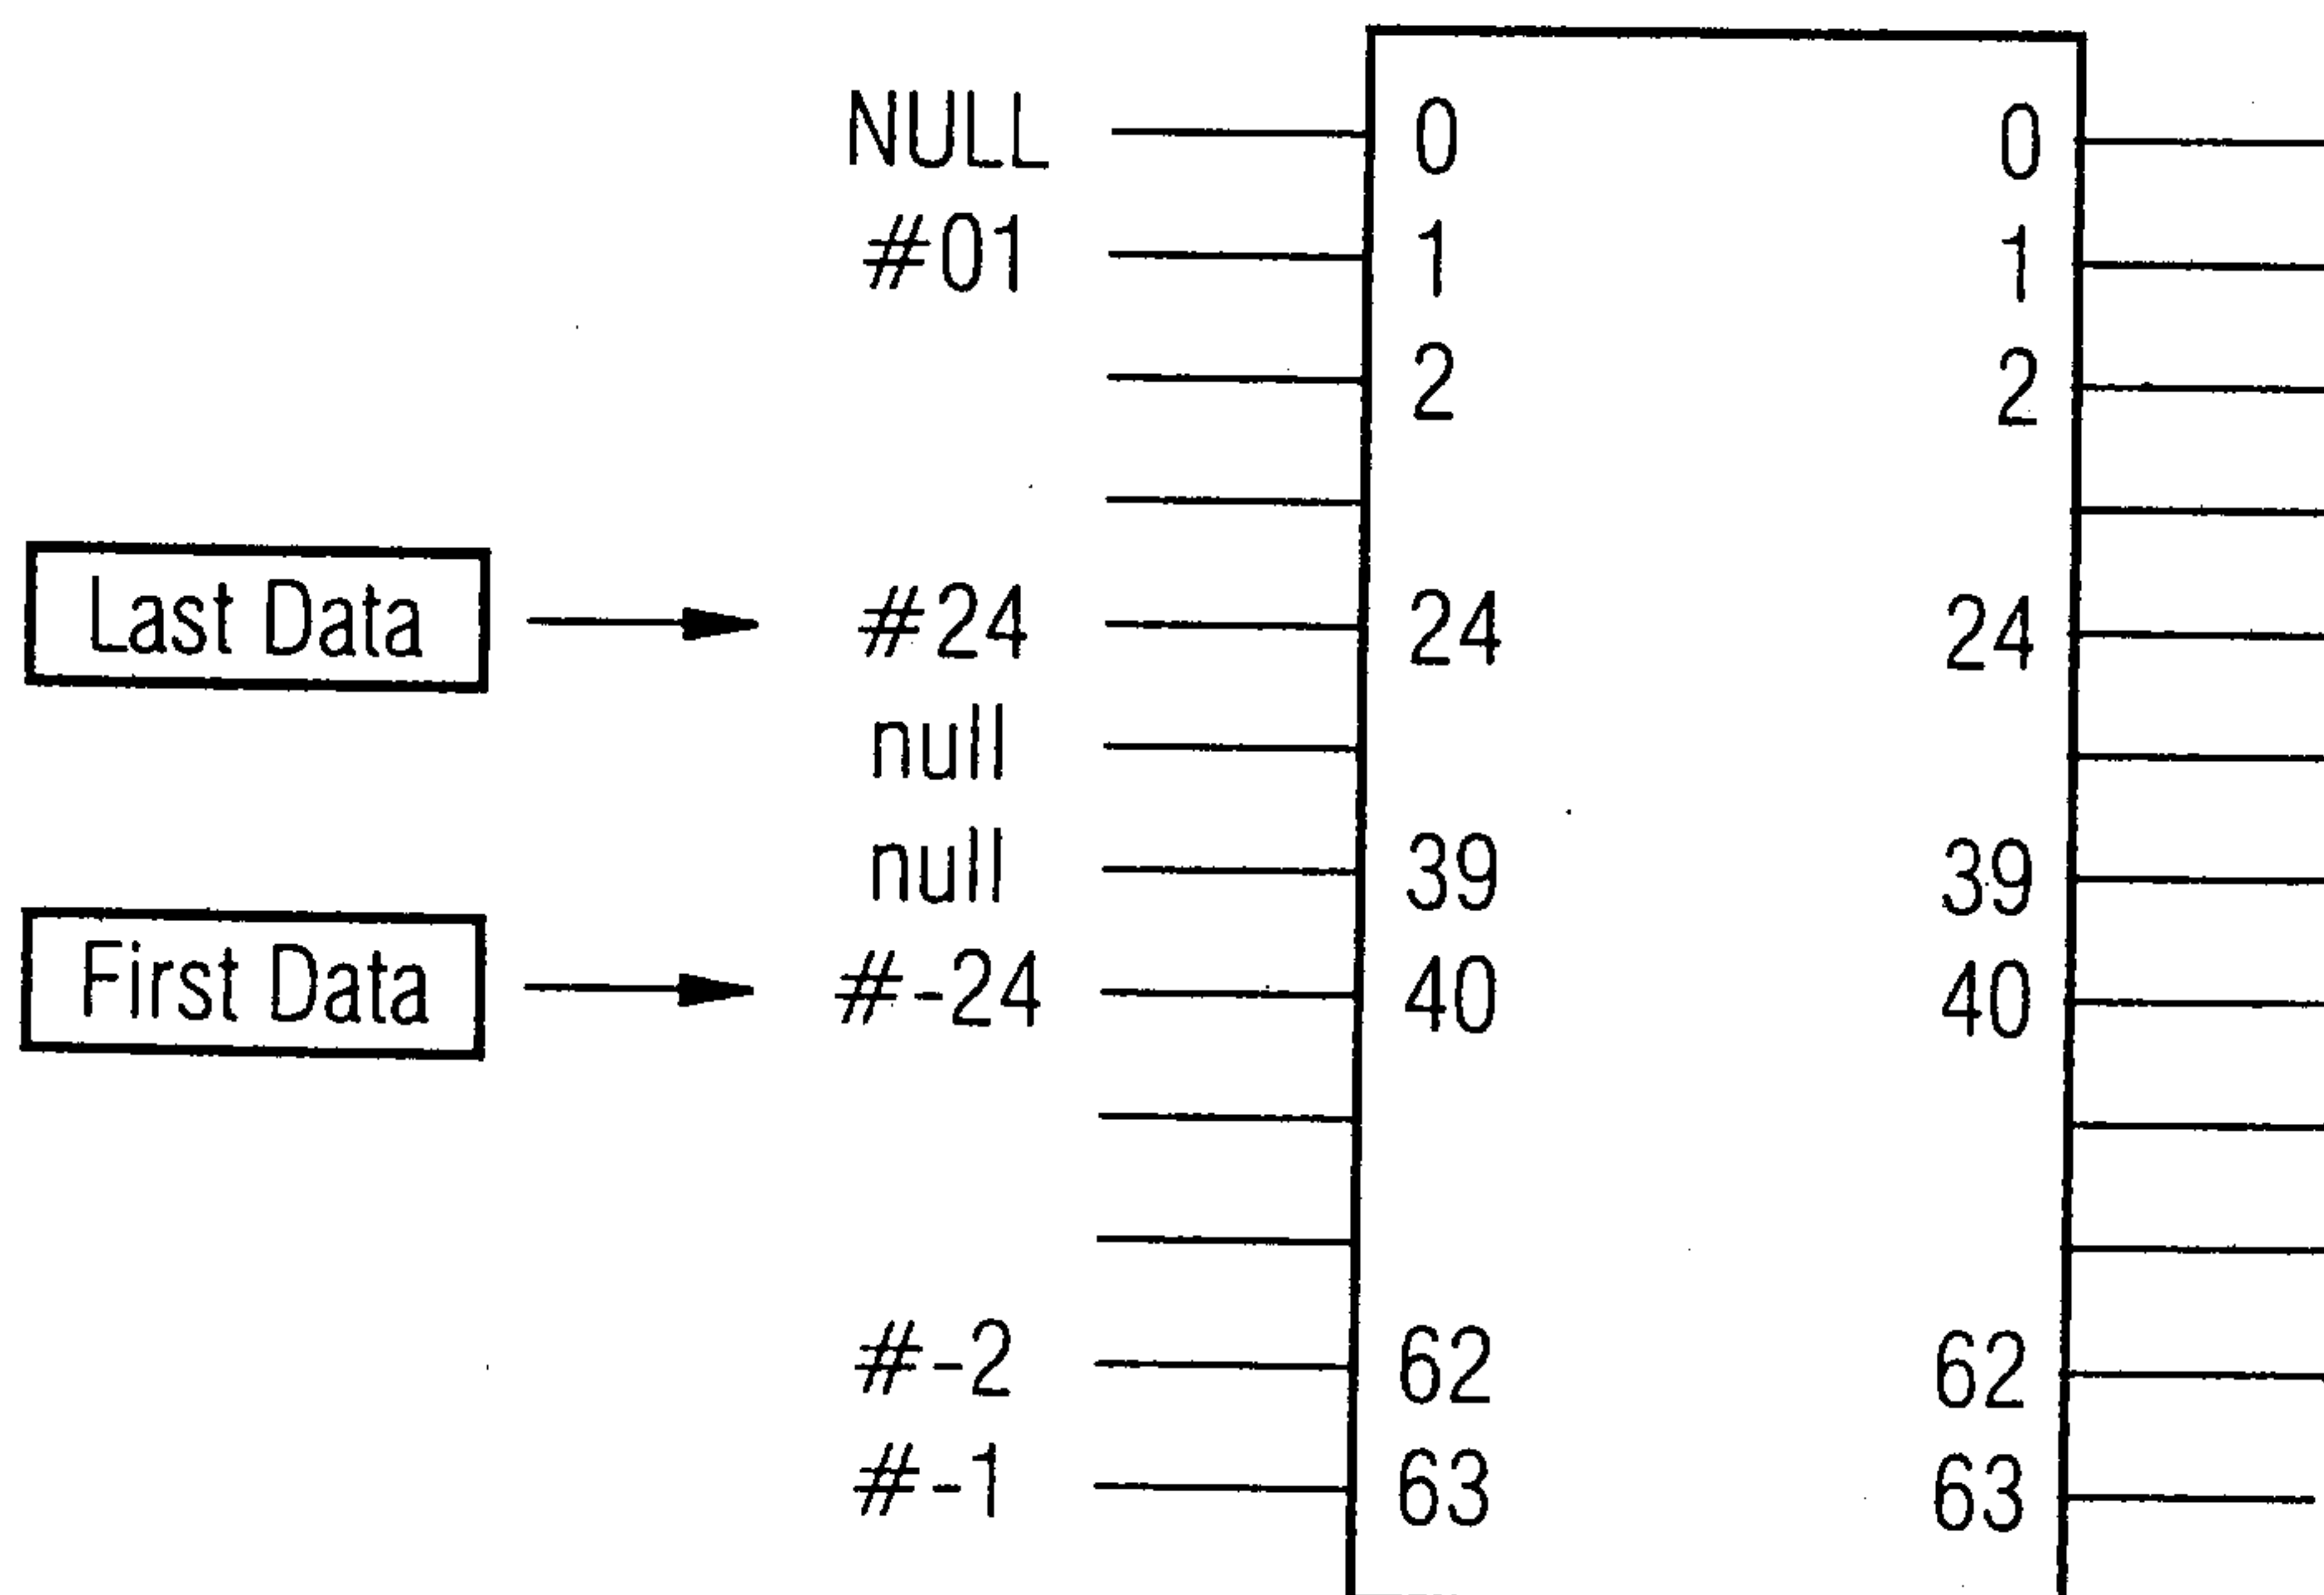 NULL 0 0
#01 1 1
2 2
Last Data #24 24 24
null
null 39 39
First Data #-24 40 40
#-2 62 62
#-1 63 63